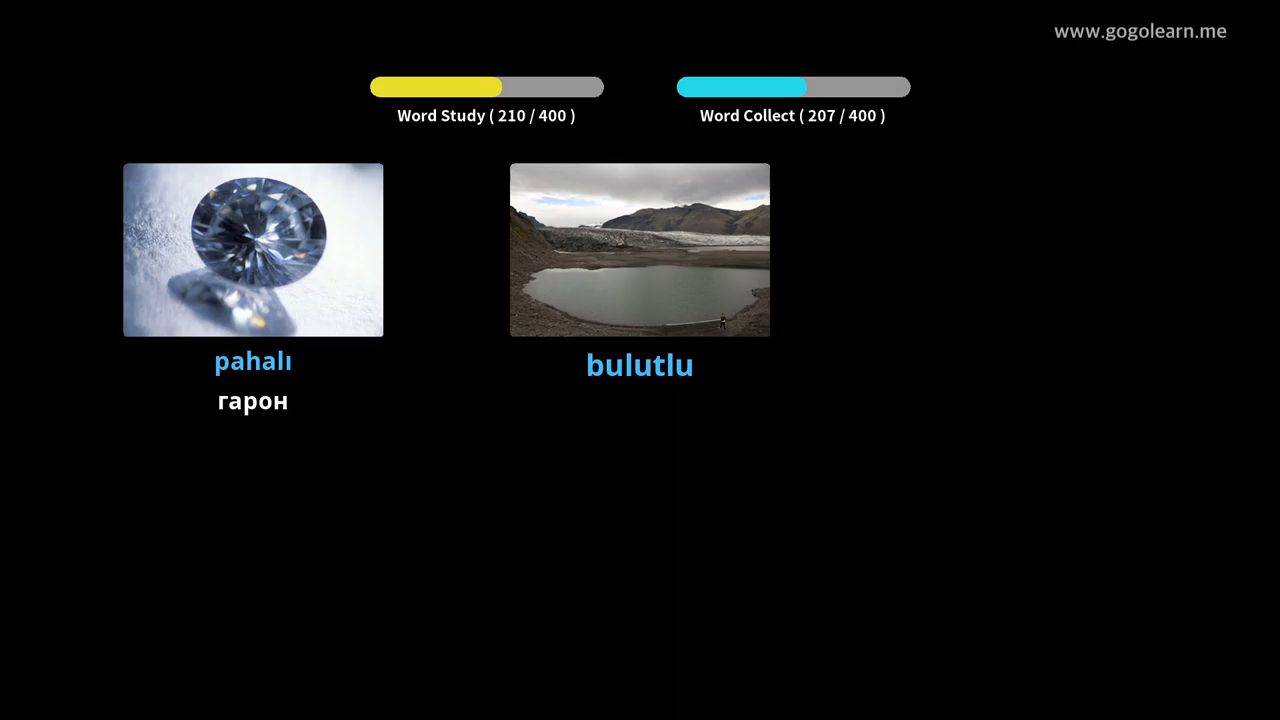 www.gogolearn.me
Word Study ( 210 / 400 )
Word Collect ( 207 / 400 )
pahalı
гарон
bulutlu